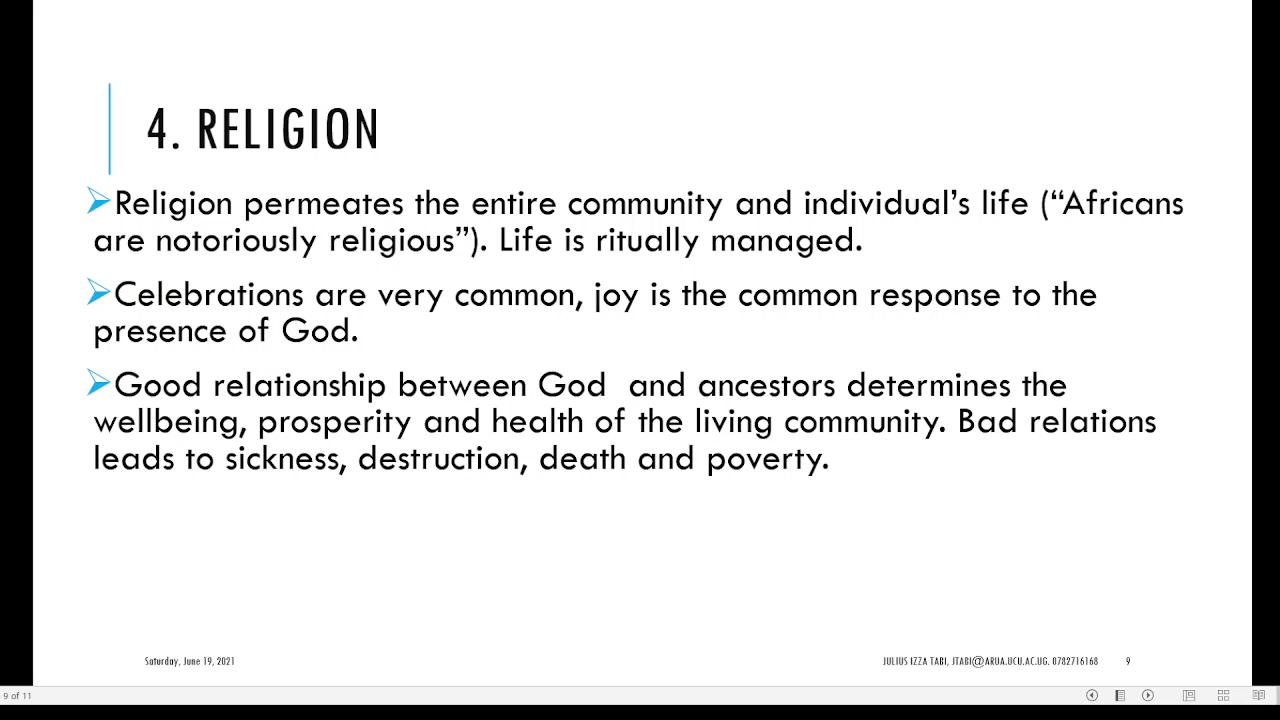 4. RELIGION
Religion permeates the entire community and individual’s life (“Africans
are notoriously religious”). Life is ritually managed.
Celebrations are very common, joy is the common response to the
presence of God.
Good relationship between God  and ancestors determines the
wellbeing, prosperity and health of the living community. Bad relations
leads to sickness, destruction, death and poverty.
Saturday, June 19, 2021
JULIUS IZZA TABI, JTABI@ARUA.UCU.AC.UG. 0782716168
9
9 of 11